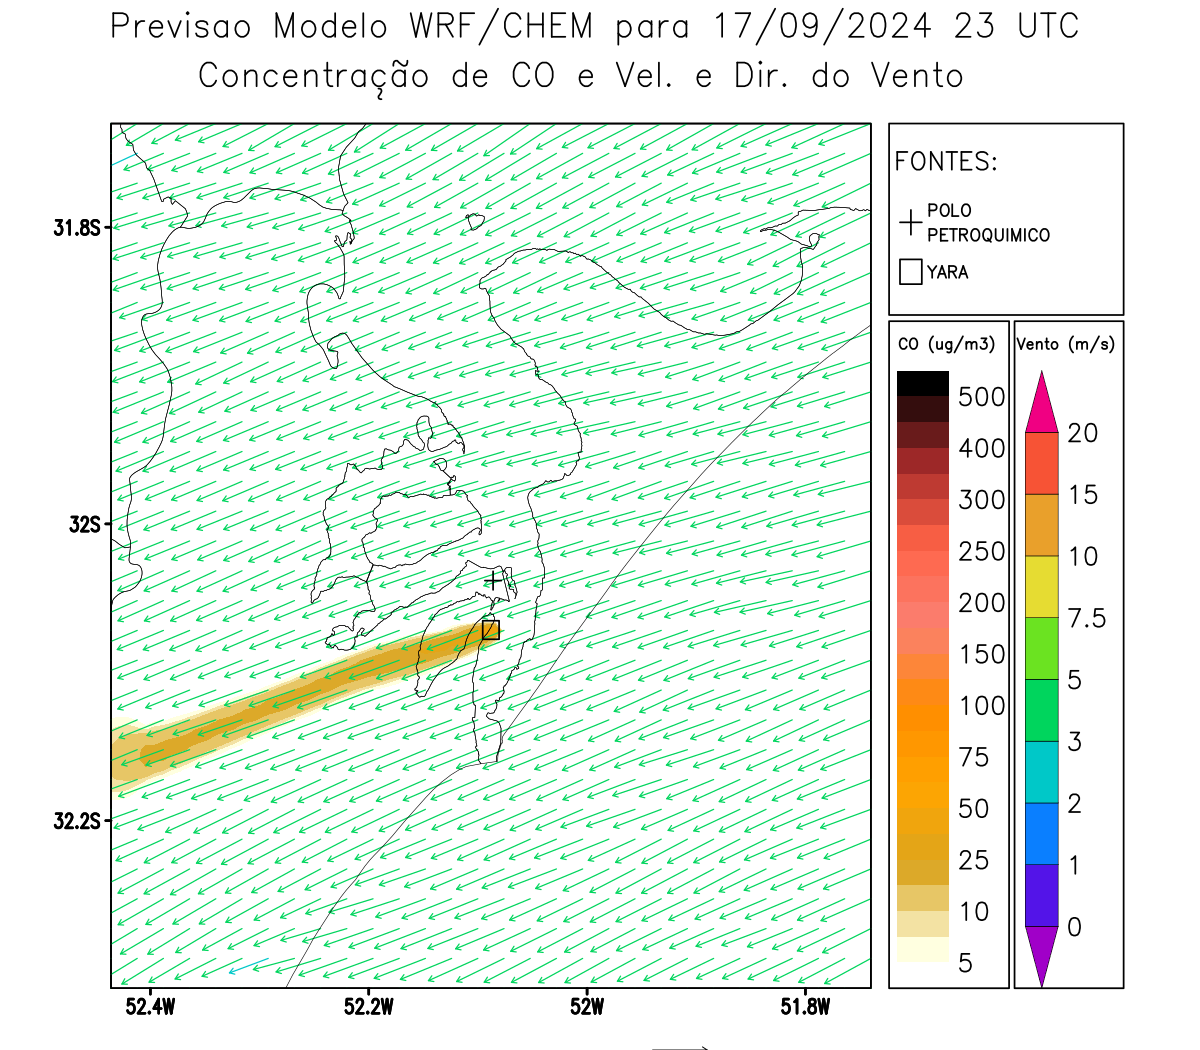 Previsao Modelo WRF/CHEM para 17/09/2024 23 UTC
Concentração de CO e Vel. e Dir. do Vento
FONTES:
POLO
PETROQUIMICO
YARA
CO (ug/m3)
500
400
300
250
200
150
100
75
50
25
10
5
Vento (m/s)
20
15
10
7.5
5
3
2
1
0
31.8S
32S
32.2S
52.4W
52.2W
52W
51.8W